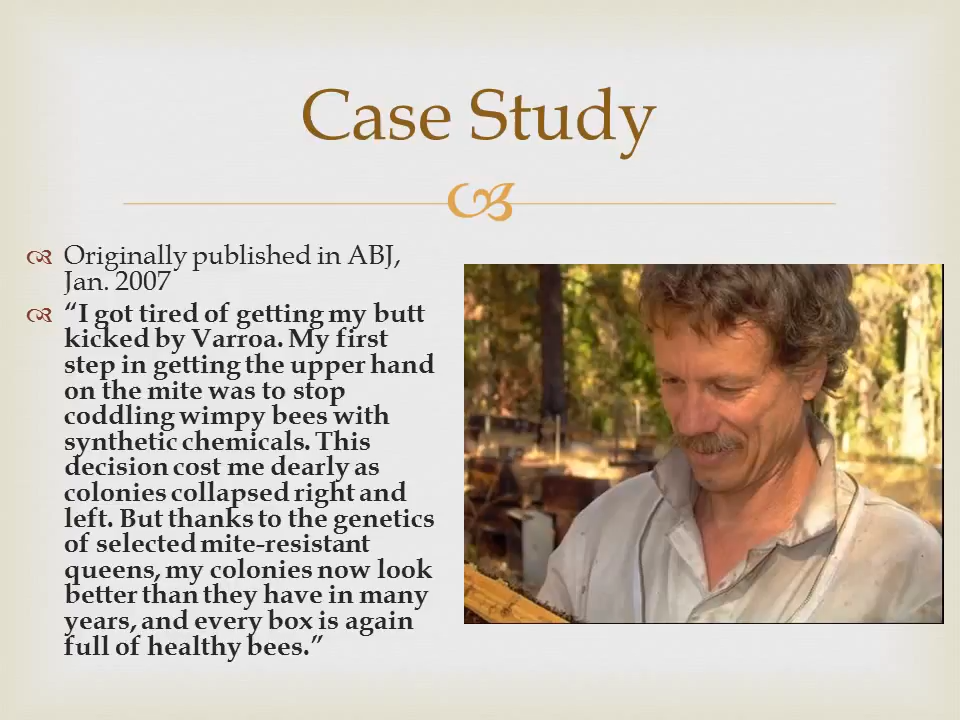 Case Study
Originally published in ABJ,
Jan. 2007
“I got tired of getting my butt
kicked by Varroa. My first
step in getting the upper hand
on the mite was to stop
coddling wimpy bees with
synthetic chemicals. This
decision cost me dearly as
colonies collapsed right and
left. But thanks to the genetics
of selected mite-resistant
queens, my colonies now look
better than they have in many
years, and every box is again
full of healthy bees.”